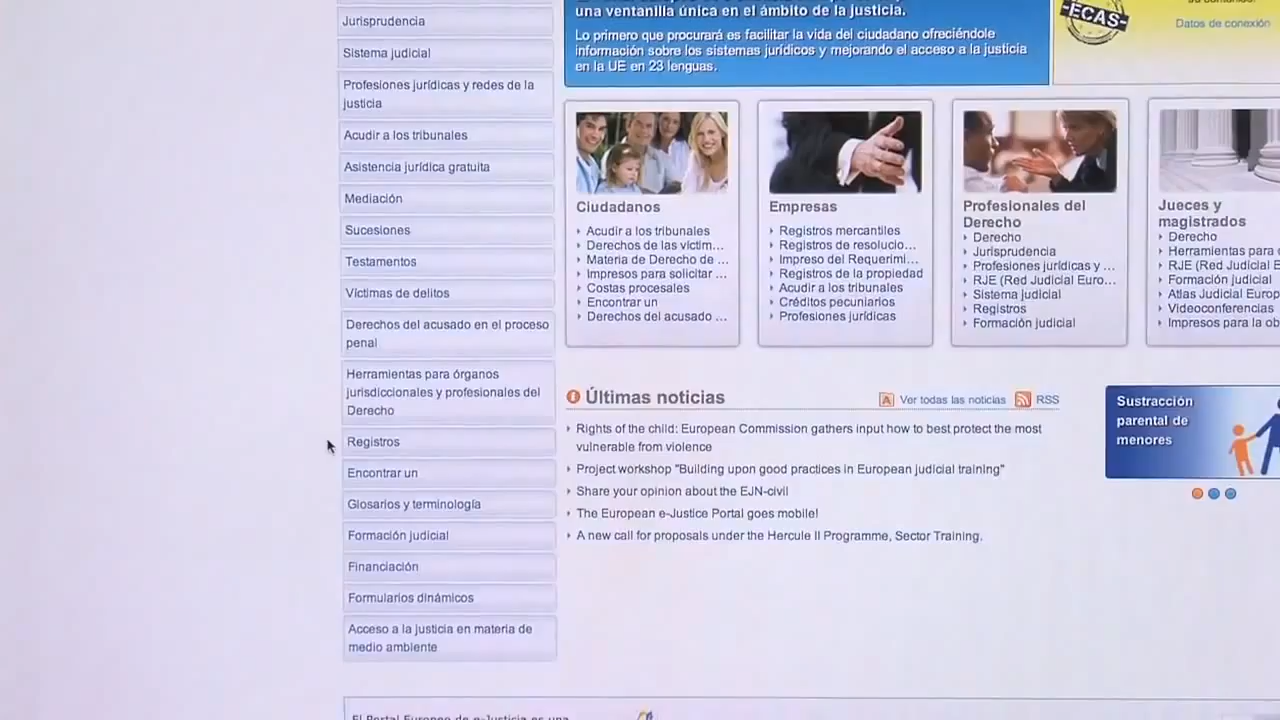 Jurisprudencia
Sistema judicial
Profesiones jurídicas y redes de la
justicia
Acudir a los tribunales
Asistencia jurídica gratuita
Mediación
Sucesiones
Testamentos
Víctimas de delitos
Derechos del acusado en el proceso
penal
Herramientas para órganos
jurisdiccionales y profesionales del
Derecho
Registros
Encontrar un
Glosarios y terminología
Formación judicial
Financiación
Formularios dinámicos
Acceso a la justicia en materia de
medio ambiente
una ventanilla única en el ámbito de la justicia.
Lo primero que procurará es facilitar la vida del ciudadano ofreciéndole
información sobre los sistemas jurídicos y mejorando el acceso a la justicia
en la UE en 23 lenguas.
-ECAS-
Datos de conexión
Ciudadanos
Acudir a los tribunales
Derechos de las víctim...
Materia de Derecho de ...
Impresos para solicitar ...
Costas procesales
Encontrar un
Derechos del acusado ...
Empresas
Registros mercantiles
Registros de resolucio...
Impreso del Requerimi...
Registros de la propiedad
Acudir a los tribunales
Créditos pecuniarios
Profesiones jurídicas
Profesionales del
Derecho
Derecho
Jurisprudencia
Profesiones jurídicas y ...
RJE (Red Judicial Euro...
Sistema judicial
Registros
Formación judicial
Jueces y
magistrados
Derecho
Herramientas para
RJE (Red Judicial E
Formación judicial
Atlas Judicial Europ
Videoconferencias
Impresos para la ob
Últimas noticias
Ver todas las noticias
RSS
Rights of the child: European Commission gathers input how to best protect the most
vulnerable from violence
Project workshop "Building upon good practices in European judicial training"
Share your opinion about the EJN-civil
The European e-Justice Portal goes mobile!
A new call for proposals under the Hercule II Programme, Sector Training.
Sustracción
parental de
menores
El Portal Europeo de e-Justicia es una